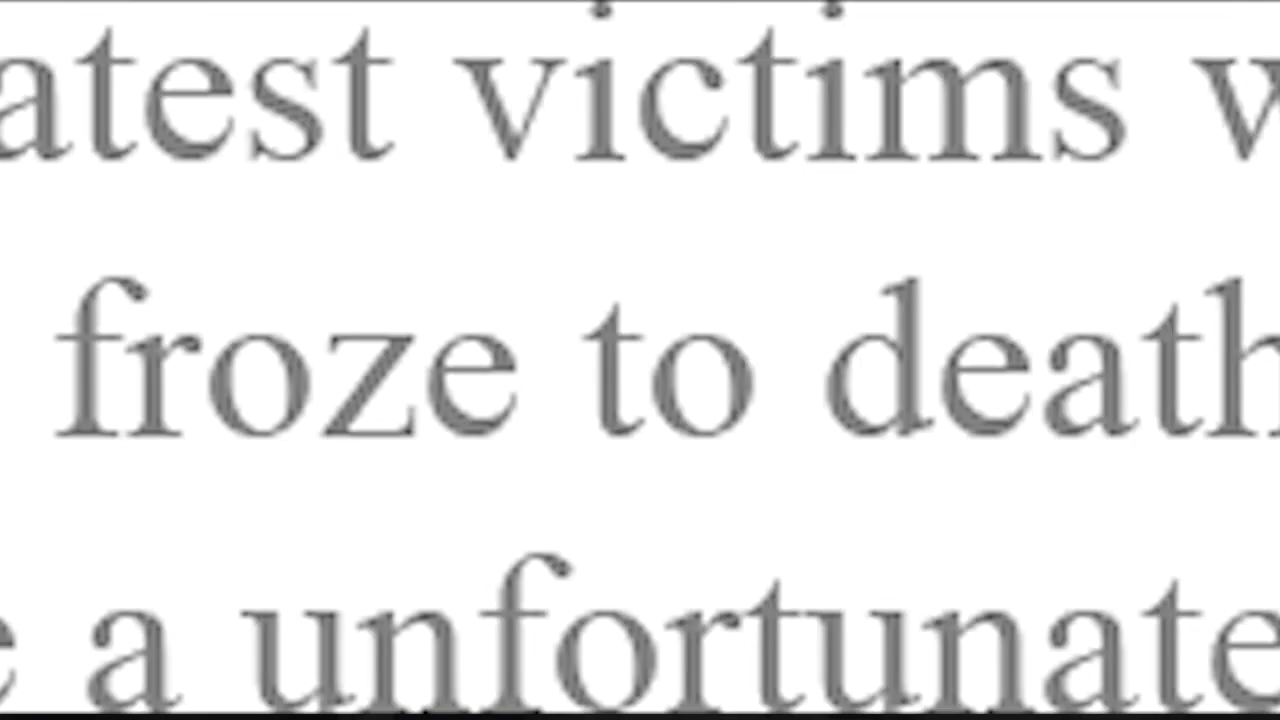 atest victims w
froze to death
e a unfortunate